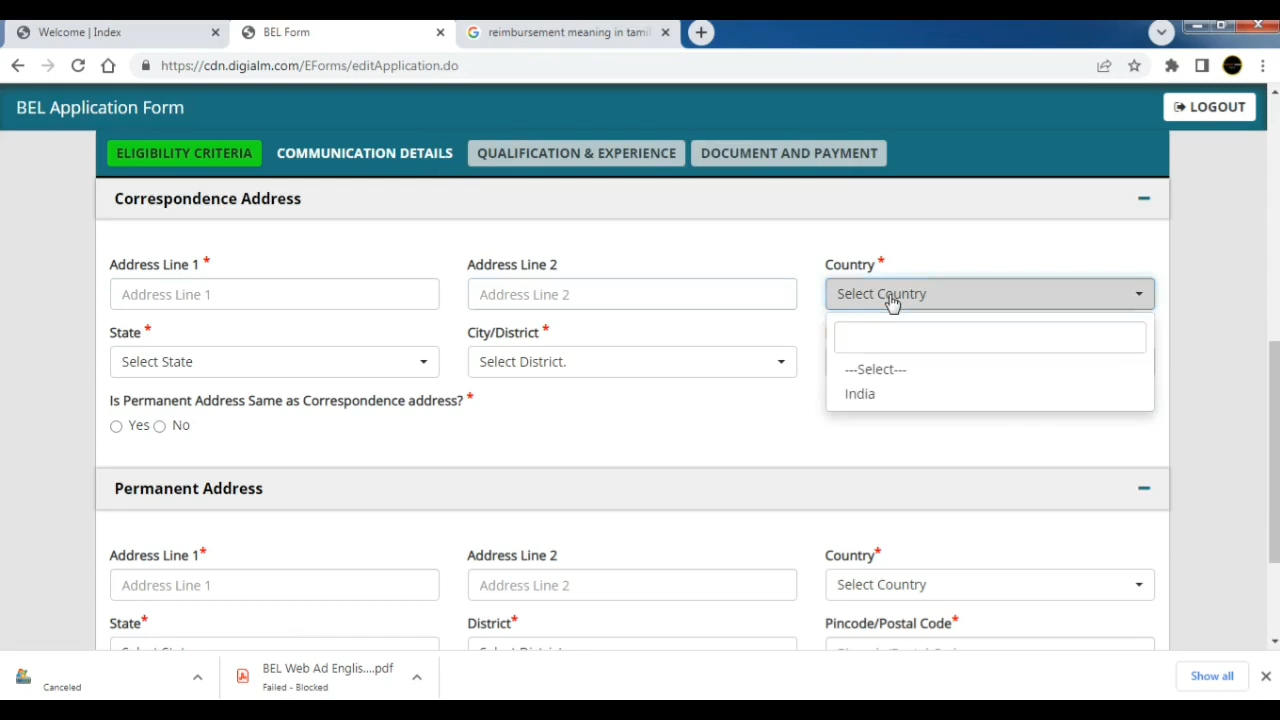 Welcome | Index
BEL Form
reimbursement meaning in tamil
https://cdn.digialm.com/EForms/editApplication.do
BEL Application Form
LOGOUT
ELIGIBILITY CRITERIA
COMMUNICATION DETAILS
QUALIFICATION & EXPERIENCE
DOCUMENT AND PAYMENT
Correspondence Address
Address Line 1 *
Address Line 2
Country *
Address Line 1
Address Line 2
Select Country
State *
City/District *
Select State
Select District.
---Select---
India
Is Permanent Address Same as Correspondence address? *
Yes
No
Permanent Address
Address Line 1*
Address Line 2
Country*
Address Line 1
Address Line 2
Select Country
State*
District*
Pincode/Postal Code*
BEL Web Ad Englis....pdf
Failed - Blocked
Canceled
Show all